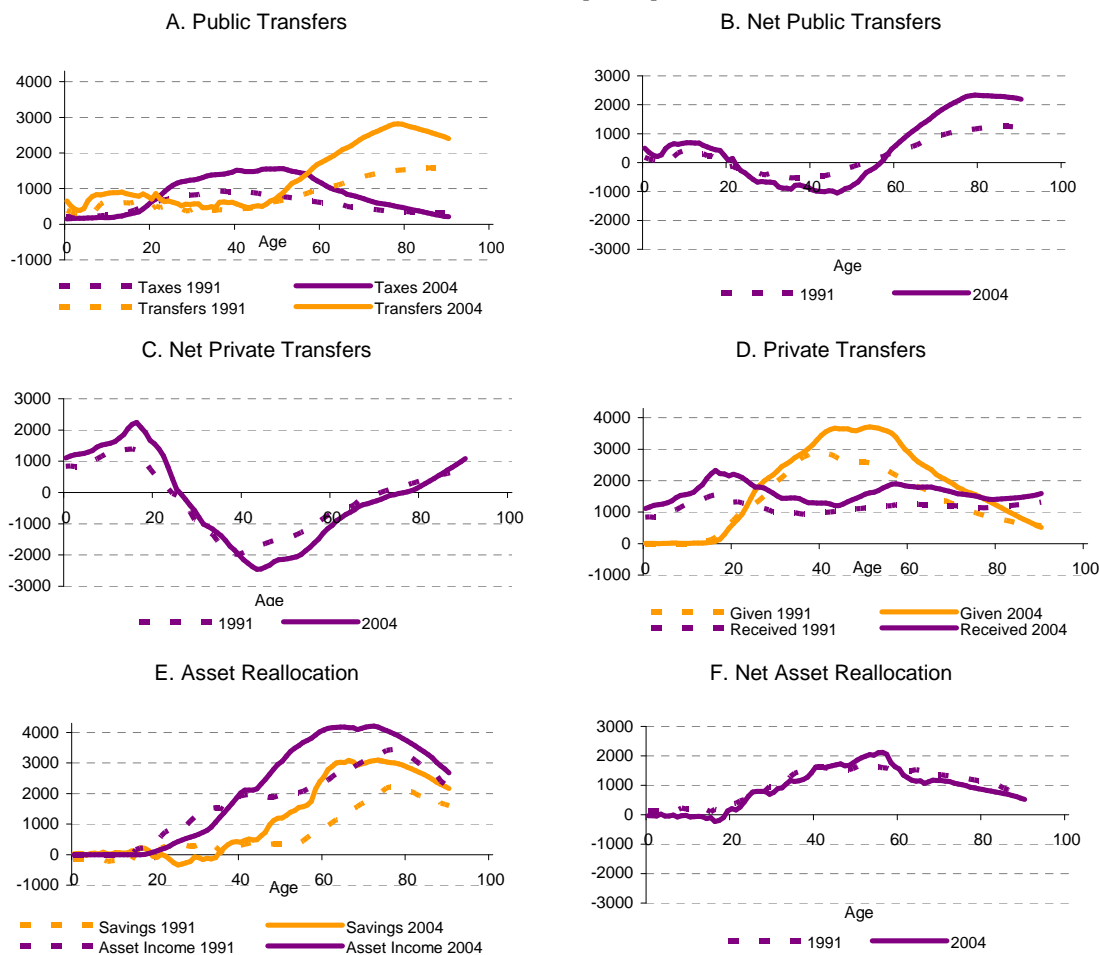 A. Public Transfers
4000
3000
2000
1000
0
-1000
0 20 40 60 80 100
Age
Taxes 1991 Taxes 2004
Transfers 1991 Transfers 2004
B. Net Public Transfers
3000
2000
1000
0
-1000
-2000
-3000
0 20 40 60 80 100
Age
1991 2004
C. Net Private Transfers
3000
2000
1000
0
-1000
-2000
-3000
0 20 40 60 80 100
Age
1991 2004
D. Private Transfers
4000
3000
2000
1000
0
-1000
0 20 40 60 80 100
Age
Given 1991 Given 2004
Received 1991 Received 2004
E. Asset Reallocation
4000
3000
2000
1000
0
-1000
0 20 40 60 80 100
Age
Savings 1991 Savings 2004
Asset Income 1991 Asset Income 2004
F. Net Asset Reallocation
3000
2000
1000
0
-1000
-2000
-3000
0 20 40 60 80 100
Age
1991 2004